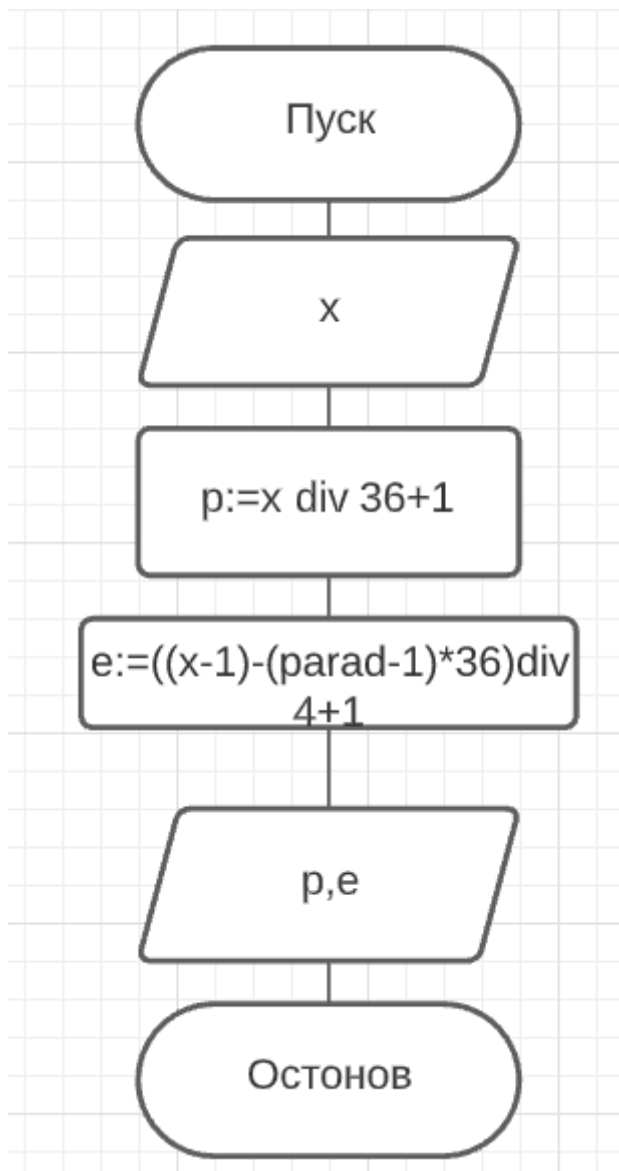 Пуск
x
p:=x div 36+1
e:=((x-1)-(parad-1)*36)div
4+1
p,e
Остонов